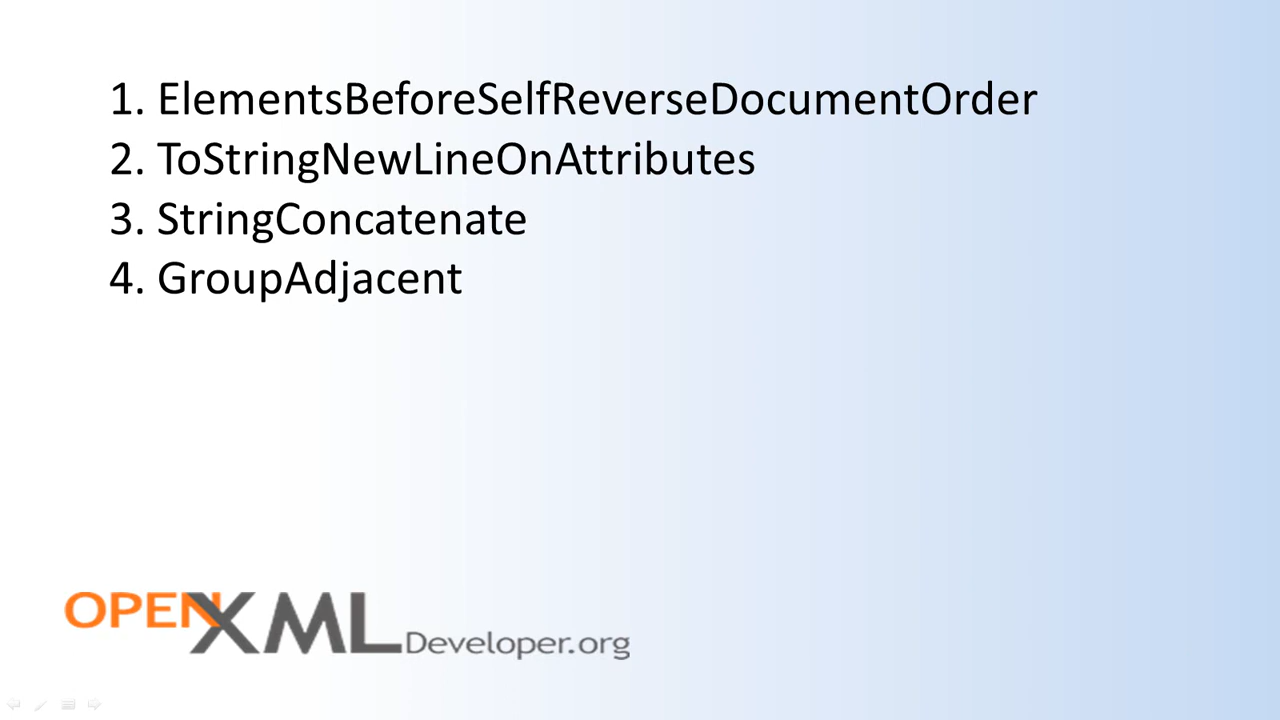 1. ElementsBeforeSelfReverseDocumentOrder
2. ToStringNewLineOnAttributes
3. StringConcatenate
4. GroupAdjacent
OPENXML Developer.org